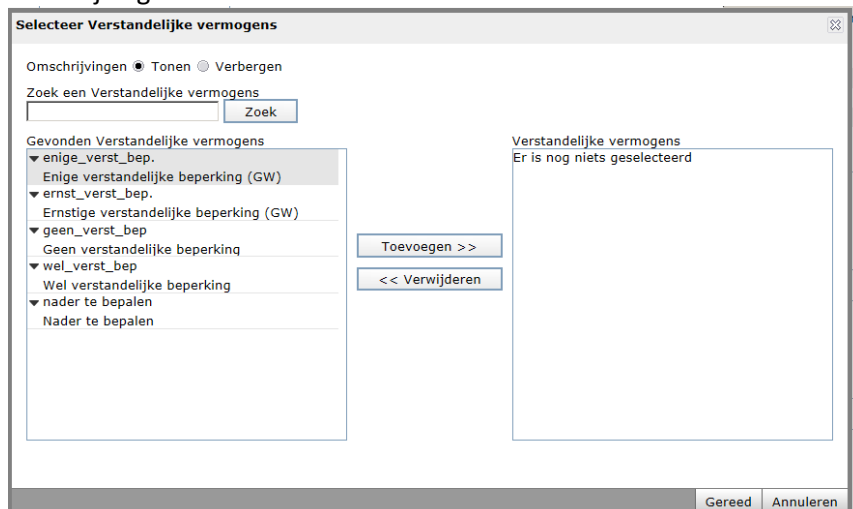 Selecteer Verstandelijke vermogens
Omschrijvingen Tonen Verbergen
Zoek een Verstandelijke vermogens
Zoek
Gevonden Verstandelijke vermogens
enige_verst_bep.
Enige verstandelijke beperking (GW)
ernst_verst_bep.
Ernstige verstandelijke beperking (GW)
geen_verst_bep
Geen verstandelijke beperking
wel_verst_bep
Wel verstandelijke beperking
nader te bepalen
Nader te bepalen
Toevoegen >>
<< Verwijderen
Verstandelijke vermogens
Er is nog niets geselecteerd
Gereed Annuleren